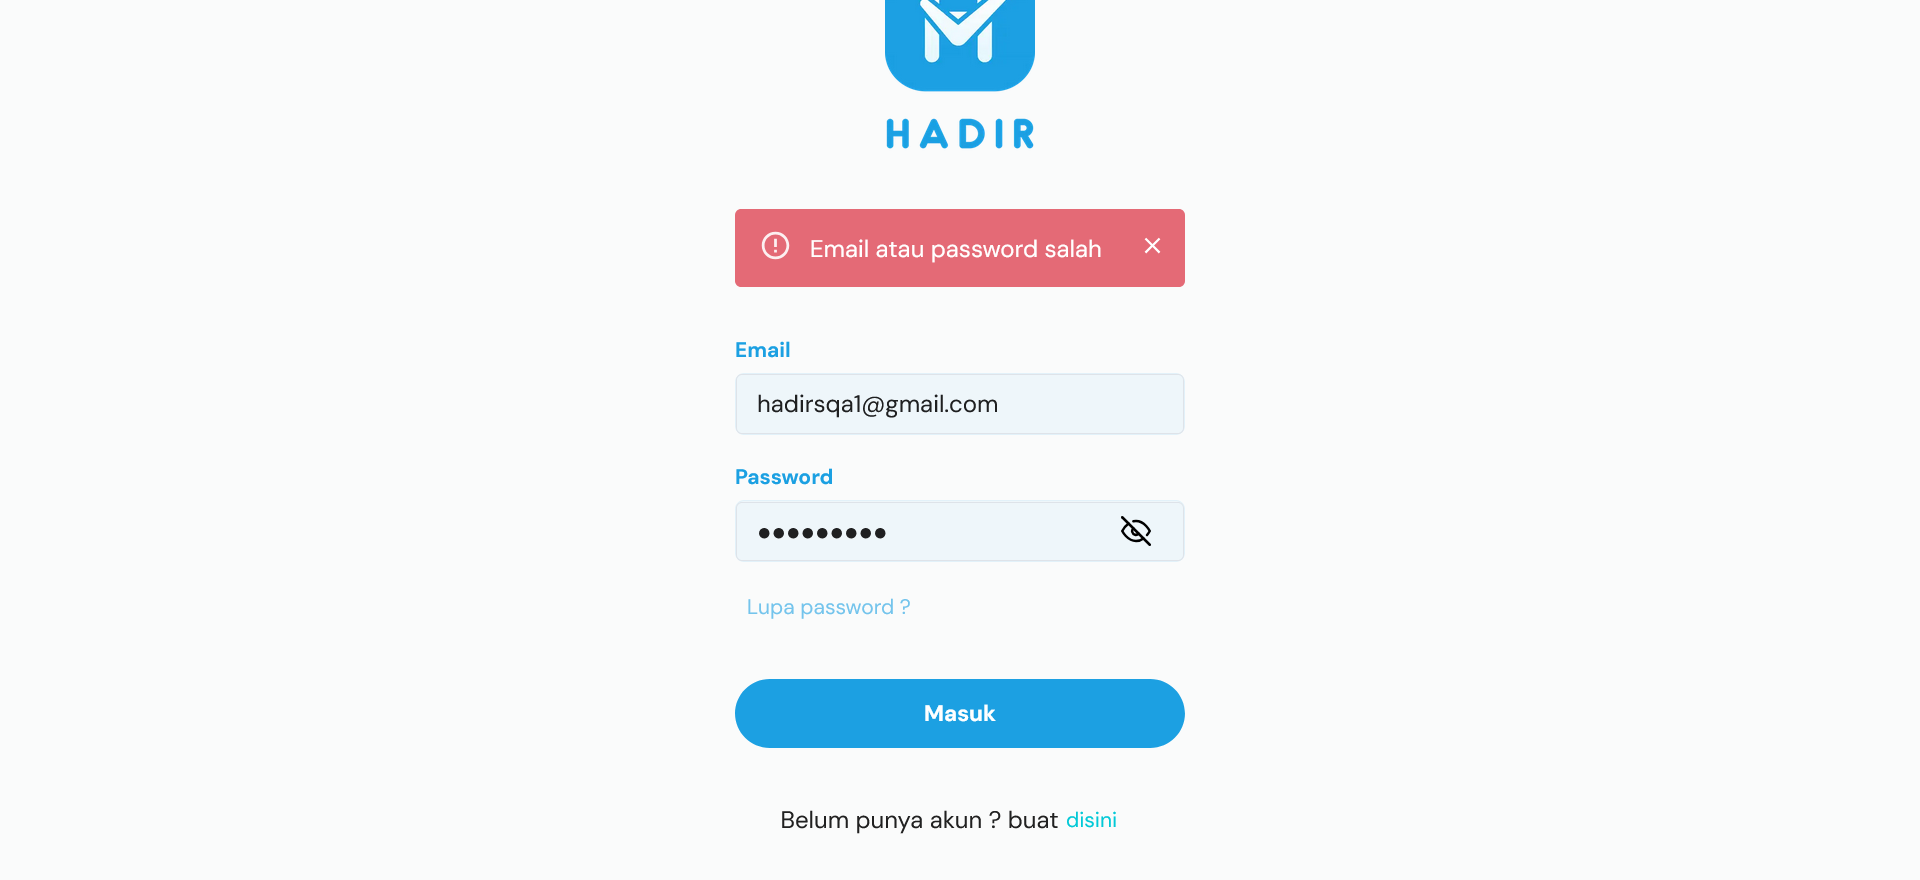 HADIR
Email atau password salah
Email
hadirsqa1@gmail.com
Password
Lupa password ?
Masuk
Belum punya akun ? buat disini